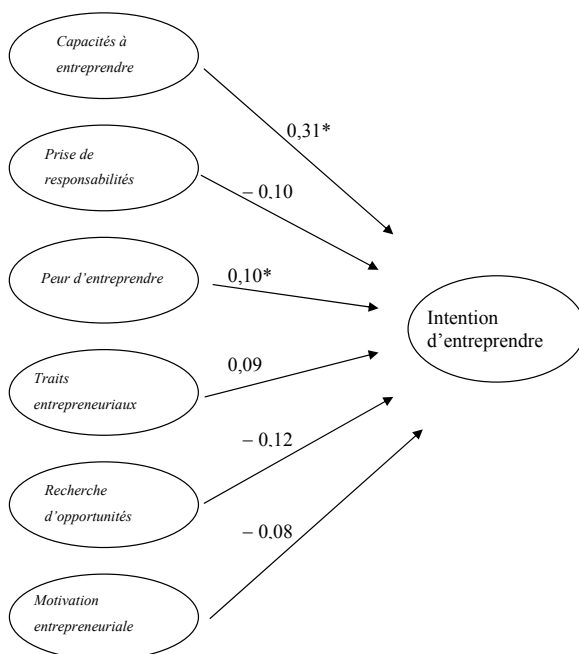 Capacités à
entreprendre
0,31*
Prise de
responsabilités
– 0,10
Peur d’entreprendre
0,10*
Intention
d’entreprendre
Traits
entrepreneuriaux
0,09
Recherche
d’opportunités
– 0,12
– 0,08
Motivation
entrepreneuriale